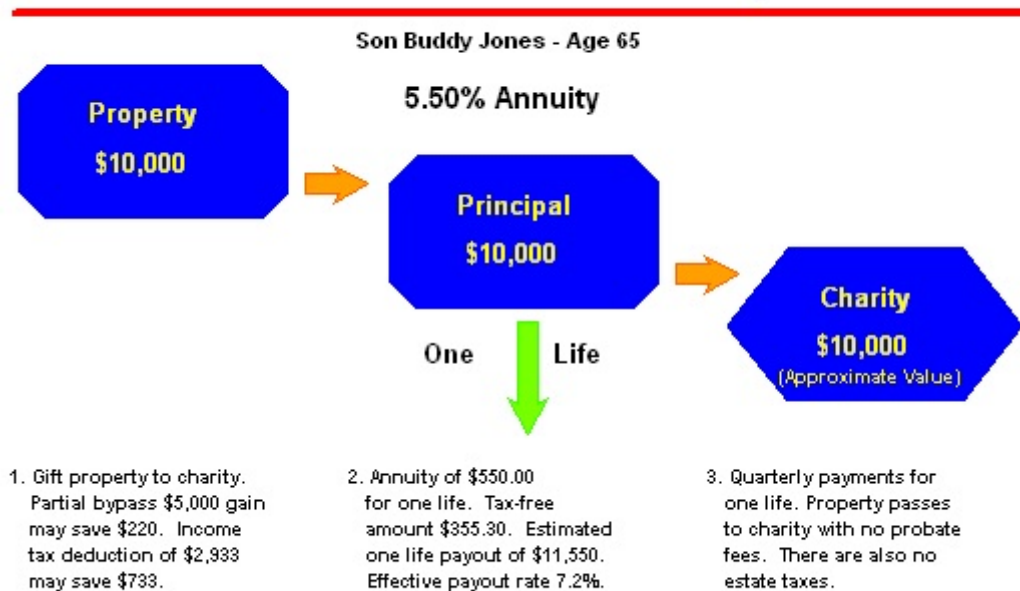 Son Buddy Jones - Age 65
5.50% Annuity
Property
$10,000
Principal
$10,000
Charity
$10,000
(Approximate Value)
One Life
1. Gift property to charity.
Partial bypass $5,000 gain
may save $220. Income
tax deduction of $2,933
may save $733.
2. Annuity of $550.00
for one life. Tax-free
amount $355.30. Estimated
one life payout of $11,550.
Effective payout rate 7.2%.
3. Quarterly payments for
one life. Property passes
to charity with no probate
fees. There are also no
estate taxes.